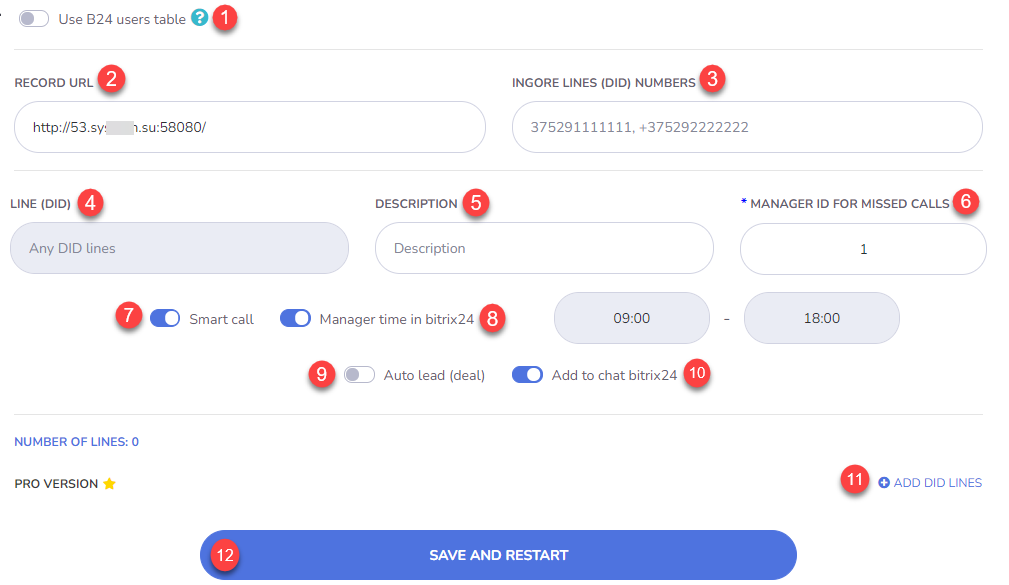 Use B24 users table ? 1
RECORD URL 2
INGORE LINES (DID) NUMBERS 3
http://53.sys n.su:58080/
375291111111, +375292222222
LINE (DID) 4
DESCRIPTION 5
* MANAGER ID FOR MISSED CALLS 6
Any DID lines
Description
1
7 Smart call
Manager time in bitrix24 8
09:00 - 18:00
9 Auto lead (deal)
Add to chat bitrix24 10
NUMBER OF LINES: 0
PRO VERSION
11 ADD DID LINES
12 SAVE AND RESTART